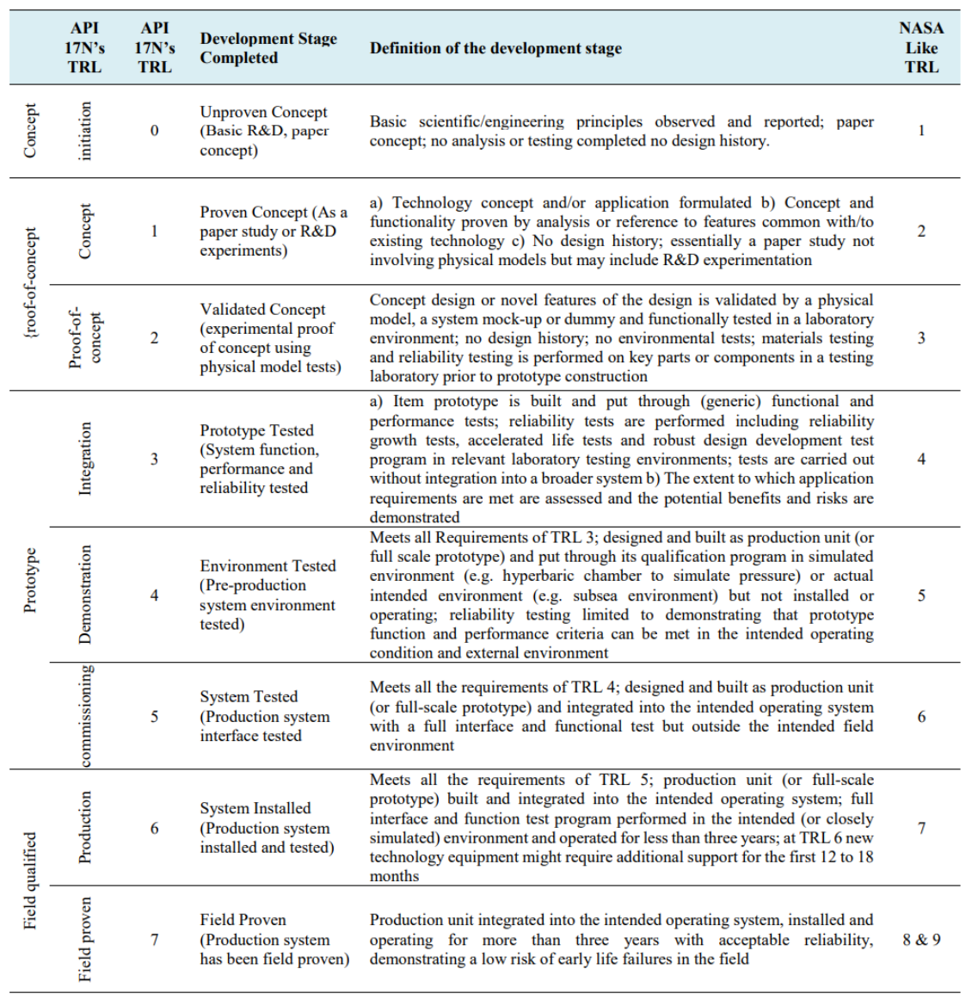 API
17N's
TRL
API
17N's
TRL
Development Stage
Completed
Definition of the development stage
NASA
Like
TRL
Concept
initiation
0
Unproven Concept
(Basic R&D, paper
concept)
Basic scientific/engineering principles observed and reported; paper
concept; no analysis or testing completed no design history.
1
{roof-of-concept
Concept
1
Proven Concept (As a
paper study or R&D
experiments)
a) Technology concept and/or application formulated b) Concept and
functionality proven by analysis or reference to features common with/to
existing technology c) No design history; essentially a paper study not
involving physical models but may include R&D experimentation
2
Proof-of-
concept
2
Validated Concept
(experimental proof
of concept using
physical model tests)
Concept design or novel features of the design is validated by a physical
model, a system mock-up or dummy and functionally tested in a laboratory
environment; no design history; no environmental tests; materials testing
and reliability testing is performed on key parts or components in a testing
laboratory prior to prototype construction
3
Prototype
Integration
3
Prototype Tested
(System function,
performance and
reliability tested
a) Item prototype is built and put through (generic) functional and
performance tests; reliability tests are performed including reliability
growth tests, accelerated life tests and robust design development test
program in relevant laboratory testing environments; tests are carried out
without integration into a broader system b) The extent to which application
requirements are met are assessed and the potential benefits and risks are
demonstrated
4
Demonstration
4
Environment Tested
(Pre-production
system environment
tested)
Meets all Requirements of TRL 3; designed and built as production unit (or
full scale prototype) and put through its qualification program in simulated
environment (e.g. hyperbaric chamber to simulate pressure) or actual
intended environment (e.g. subsea environment) but not installed or
operating; reliability testing limited to demonstrating that prototype
function and performance criteria can be met in the intended operating
condition and external environment
5
commissioning
5
System Tested
(Production system
interface tested
Meets all the requirements of TRL 4; designed and built as production unit
(or full-scale prototype) and integrated into the intended operating system
with a full interface and functional test but outside the intended field
environment
6
Field qualified
Production
6
System Installed
(Production system
installed and tested)
Meets all the requirements of TRL 5; production unit (or full-scale
prototype) built and integrated into the intended operating system; full
interface and function test program performed in the intended (or closely
simulated) environment and operated for less than three years; at TRL 6 new
technology equipment might require additional support for the first 12 to 18
months
7
Field proven
7
Field Proven
(Production system
has been field proven)
Production unit integrated into the intended operating system, installed and
operating for more than three years with acceptable reliability,
demonstrating a low risk of early life failures in the field
8 & 9